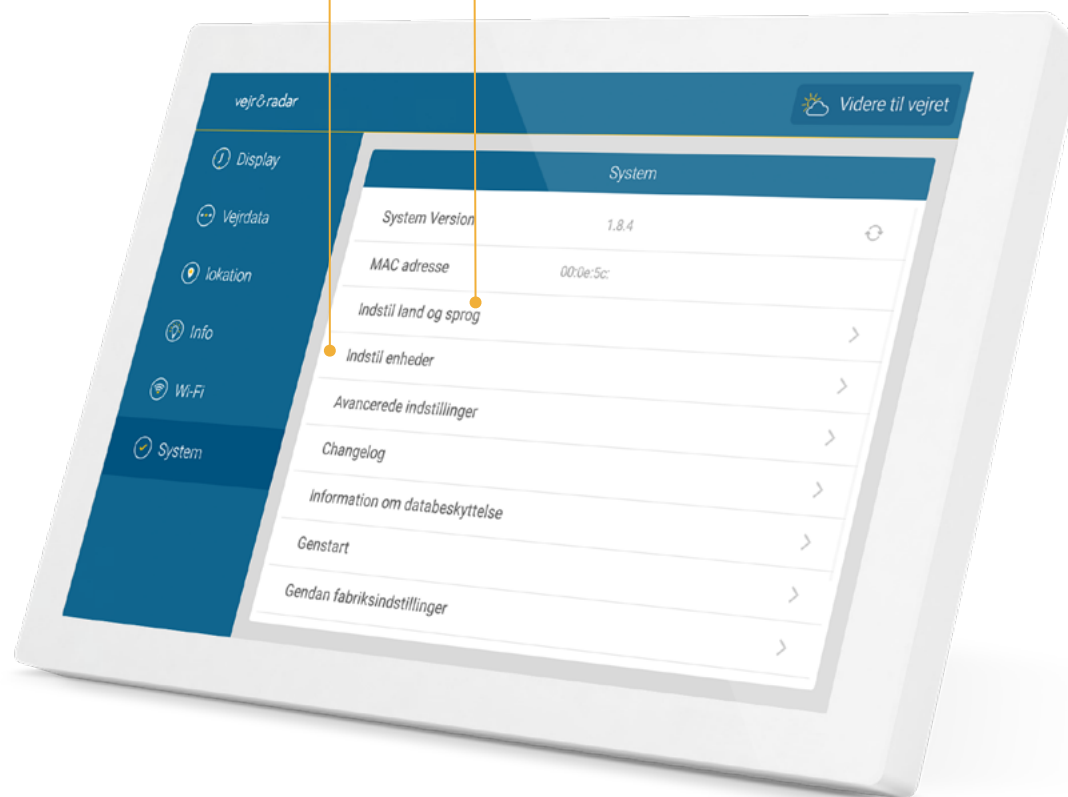 vejr&radar
Videre til vejret
Display
Vejrdata
lokation
Info
Wi-Fi
System
System
System Version 1.8.4
MAC adresse 00:0e:5c:
Indstil land og sprog
Indstil enheder
Avancerede indstillinger
Changelog
Information om databeskyttelse
Genstart
Gendan fabriksindstillinger